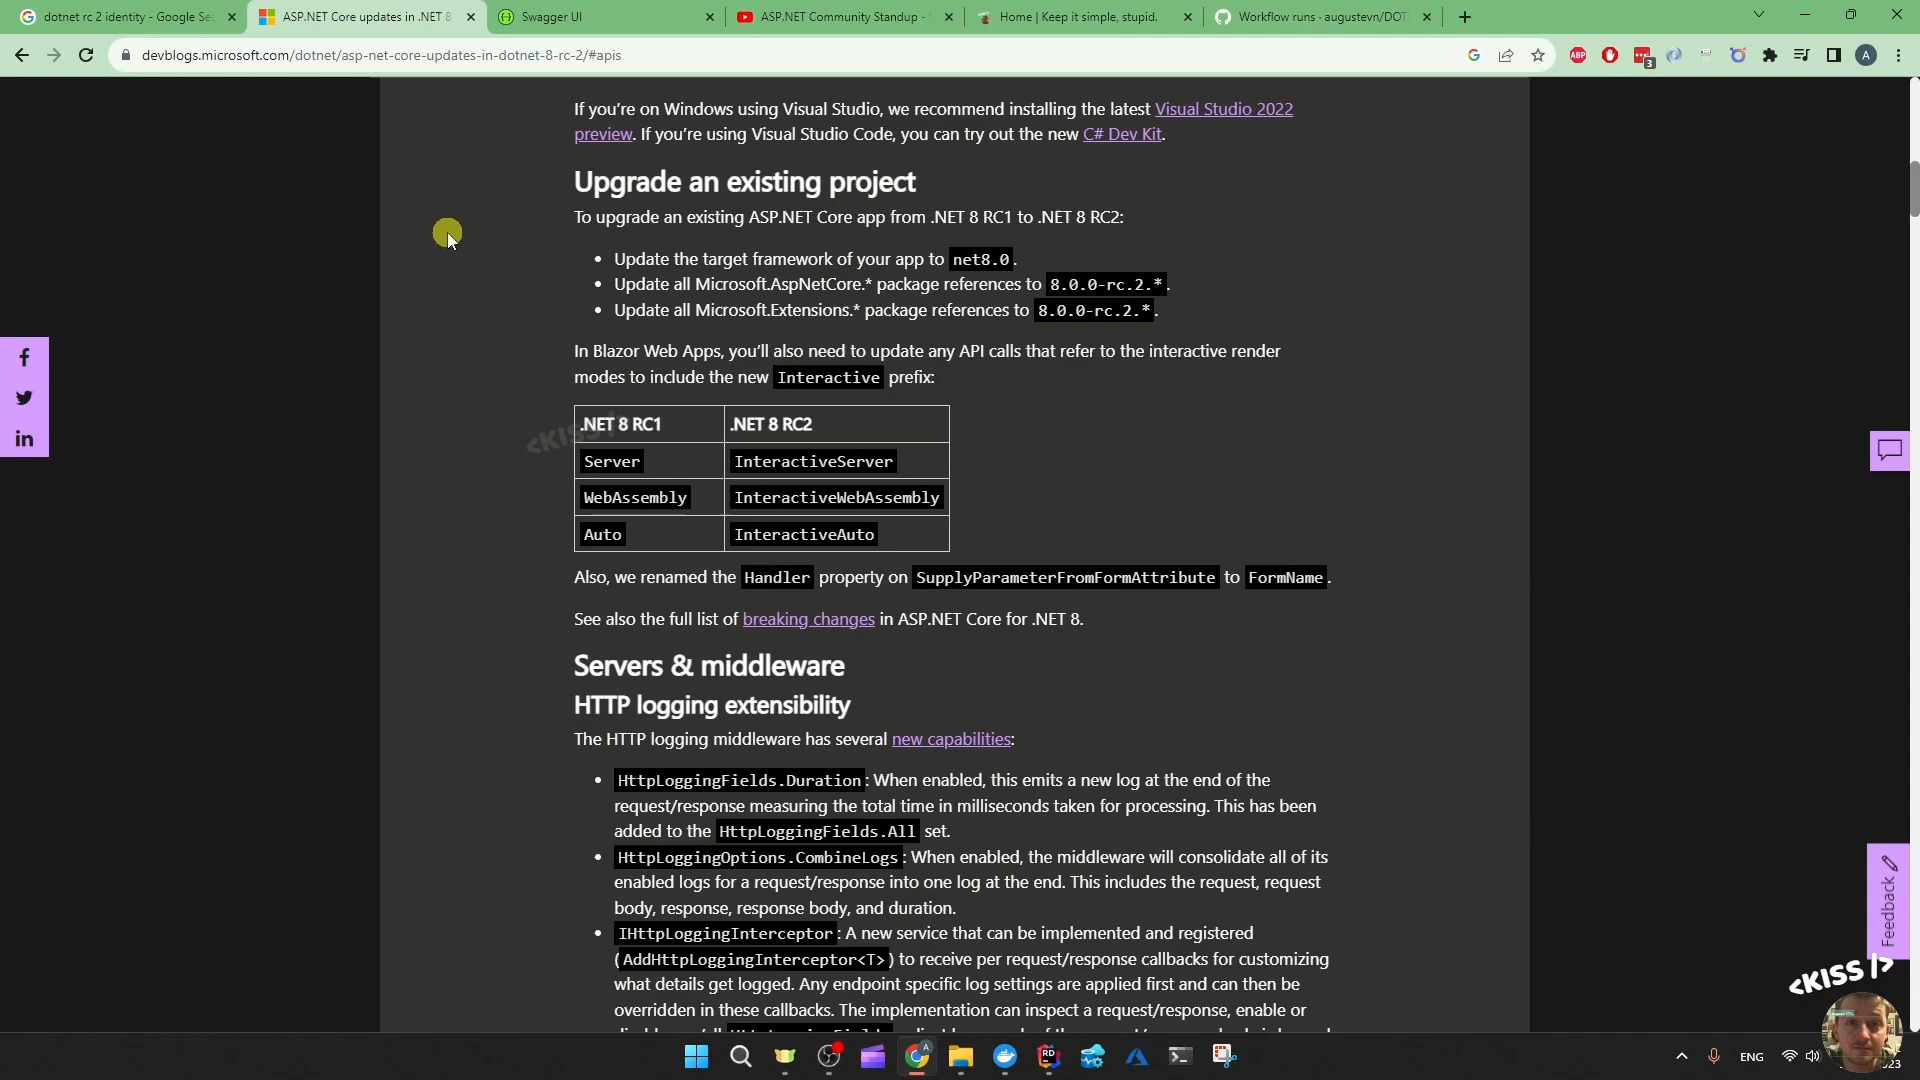 dotnet rc 2 identity - Google Se
ASP.NET Core updates in .NET 8
Swagger UI
ASP.NET Community Standup -
Home | Keep it simple, stupid.
Workflow runs · augustevn/DOT
devblogs.microsoft.com/dotnet/asp-net-core-updates-in-dotnet-8-rc-2/#apis
ABP
3
A
If you’re on Windows using Visual Studio, we recommend installing the latest Visual Studio 2022
preview. If you’re using Visual Studio Code, you can try out the new C# Dev Kit.
Upgrade an existing project
To upgrade an existing ASP.NET Core app from .NET 8 RC1 to .NET 8 RC2:
• Update the target framework of your app to net8.0.
• Update all Microsoft.AspNetCore.* package references to 8.0.0-rc.2.*.
• Update all Microsoft.Extensions.* package references to 8.0.0-rc.2.*.
In Blazor Web Apps, you’ll also need to update any API calls that refer to the interactive render
modes to include the new Interactive prefix:
.NET 8 RC1 .NET 8 RC2
<KISS/>
Server InteractiveServer
WebAssembly InteractiveWebAssembly
Auto InteractiveAuto
Also, we renamed the Handler property on SupplyParameterFromFormAttribute to FormName.
See also the full list of breaking changes in ASP.NET Core for .NET 8.
Servers & middleware
HTTP logging extensibility
The HTTP logging middleware has several new capabilities:
• HttpLoggingFields.Duration: When enabled, this emits a new log at the end of the
request/response measuring the total time in milliseconds taken for processing. This has been
added to the HttpLoggingFields.All set.
• HttpLoggingOptions.CombineLogs: When enabled, the middleware will consolidate all of its
enabled logs for a request/response into one log at the end. This includes the request, request
body, response, response body, and duration.
• IHttpLoggingInterceptor: A new service that can be implemented and registered
(AddHttpLoggingInterceptor<T>) to receive per request/response callbacks for customizing
what details get logged. Any endpoint specific log settings are applied first and can then be
overridden in these callbacks. The implementation can inspect a request/response, enable or
Feedback
<KISS/>
RD
ENG